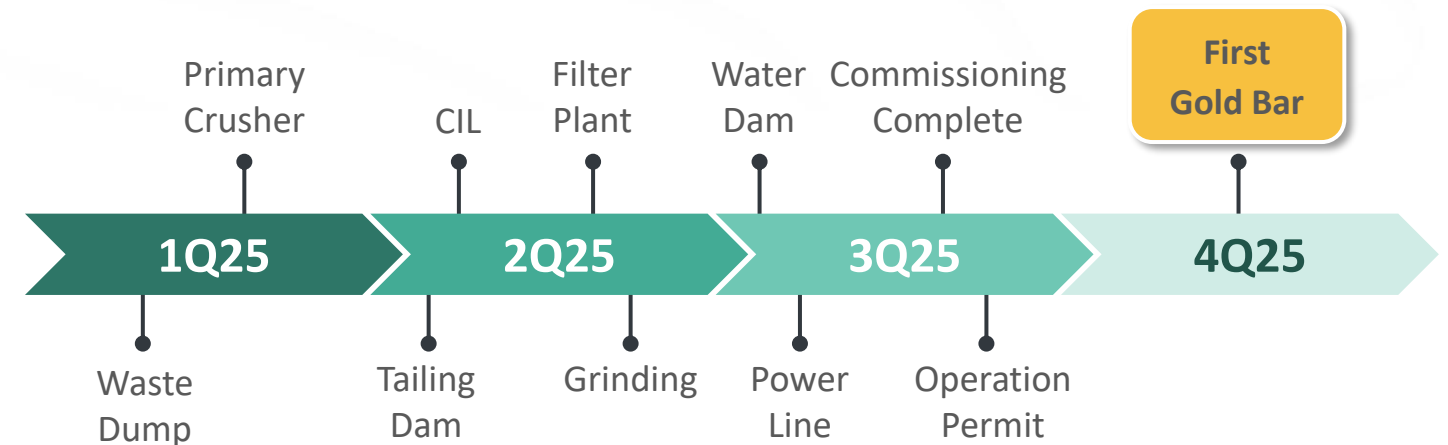 Primary
Crusher
CIL
Filter
Plant
Water
Dam
Commissioning
Complete
First
Gold Bar
1Q25
2Q25
3Q25
4Q25
Waste
Dump
Tailing
Dam
Grinding
Power
Line
Operation
Permit